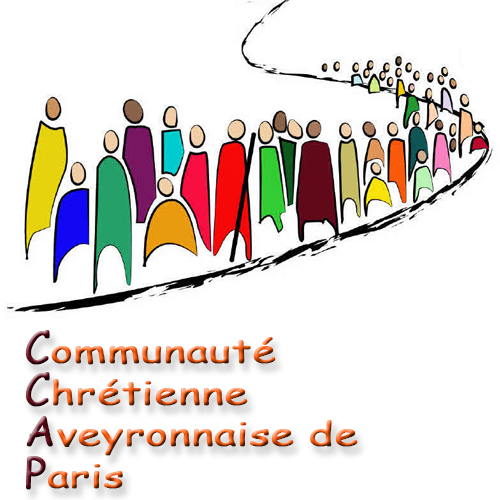 Communauté
Chrétienne
Aveyronnaise de
Paris